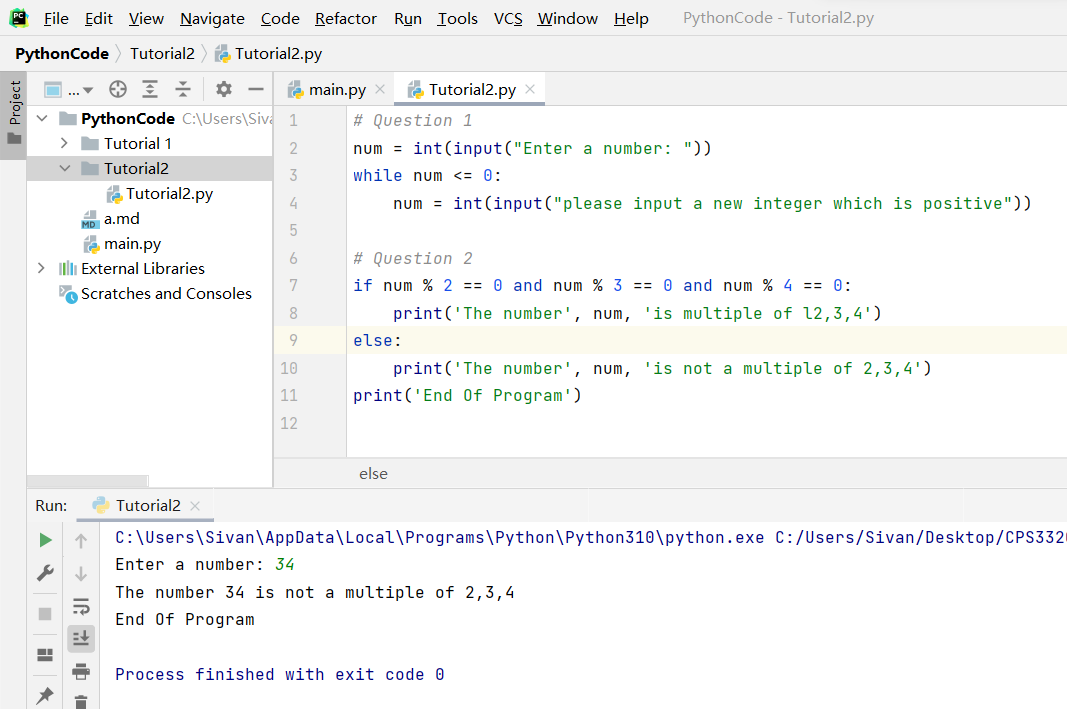 PC File Edit View Navigate Code Refactor Run Tools VCS Window Help PythonCode - Tutorial2.py
PythonCode Tutorial2 Tutorial2.py
Project
...
main.py Tutorial2.py
PythonCode C:\Users\Siva
Tutorial 1
Tutorial2
Tutorial2.py
MD a.md
main.py
External Libraries
Scratches and Consoles
1 # Question 1
2 num = int(input("Enter a number: "))
3 while num <= 0:
4 num = int(input("please input a new integer which is positive"))
5
6 # Question 2
7 if num % 2 == 0 and num % 3 == 0 and num % 4 == 0:
8 print('The number', num, 'is multiple of l2,3,4')
9 else:
10 print('The number', num, 'is not a multiple of 2,3,4')
11 print('End Of Program')
12
else
Run: Tutorial2
C:\Users\Sivan\AppData\Local\Programs\Python\Python310\python.exe C:/Users/Sivan/Desktop/CPS332
Enter a number: 34
The number 34 is not a multiple of 2,3,4
End Of Program
Process finished with exit code 0